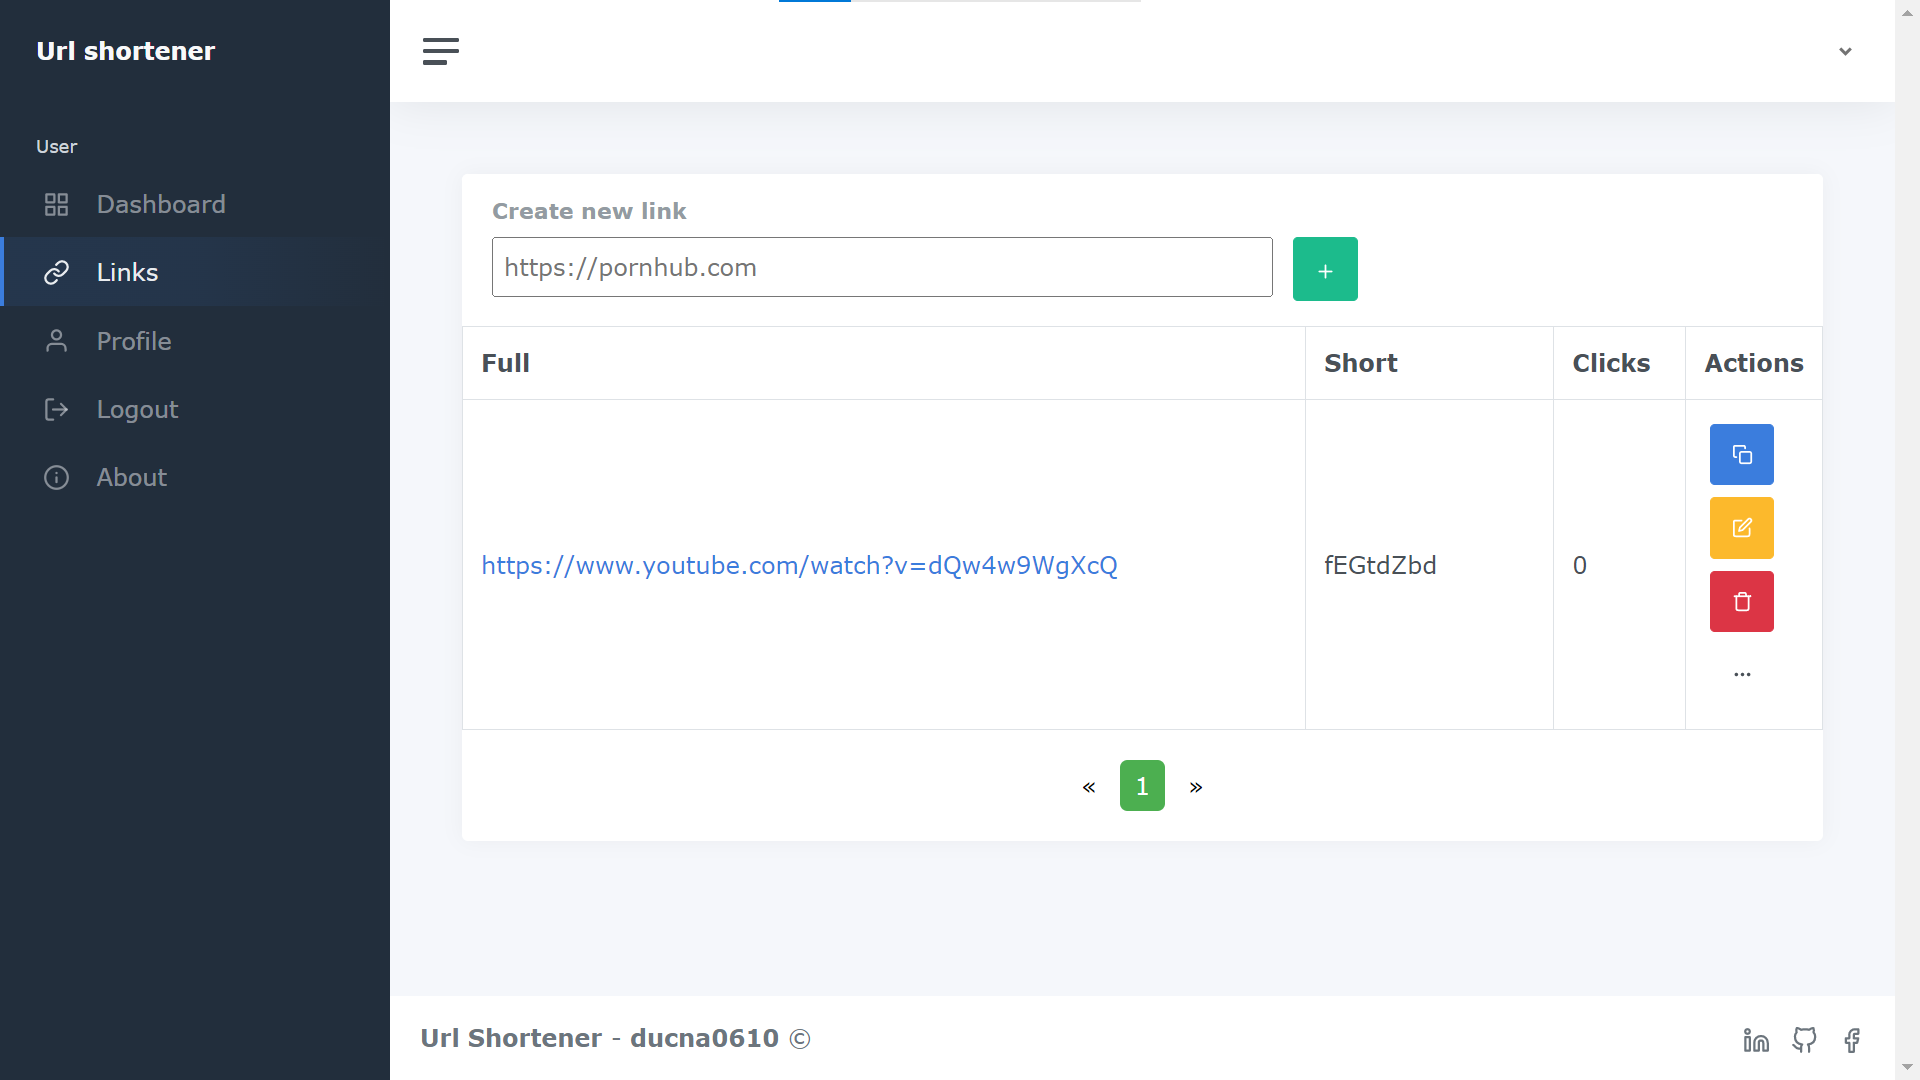 Url shortener
User
Dashboard
Links
Profile
Logout
About
Create new link
https://pornhub.com
+
Full Short Clicks Actions
https://www.youtube.com/watch?v=dQw4w9WgXcQ fEGtdZbd 0
...
« 1 »
Url Shortener - ducna0610 ©